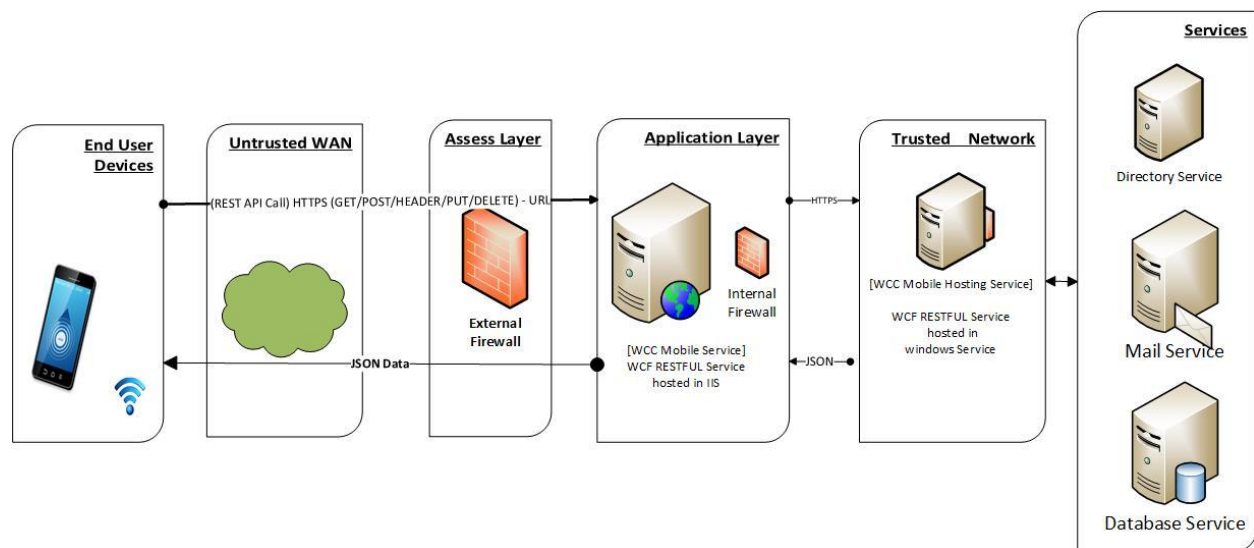 End User
Devices
Untrusted WAN
Assess Layer
Application Layer
Trusted Network
Services
(REST API Call) HTTPS (GET/POST/HEADER/PUT/DELETE) - URL
External
Firewall
JSON Data
Internal
Firewall
[WCC Mobile Service]
WCF RESTFUL Service
hosted in IIS
HTTPS
JSON
[WCC Mobile Hosting Service]
WCF RESTFUL Service
hosted in
windows Service
Directory Service
Mail Service
Database Service